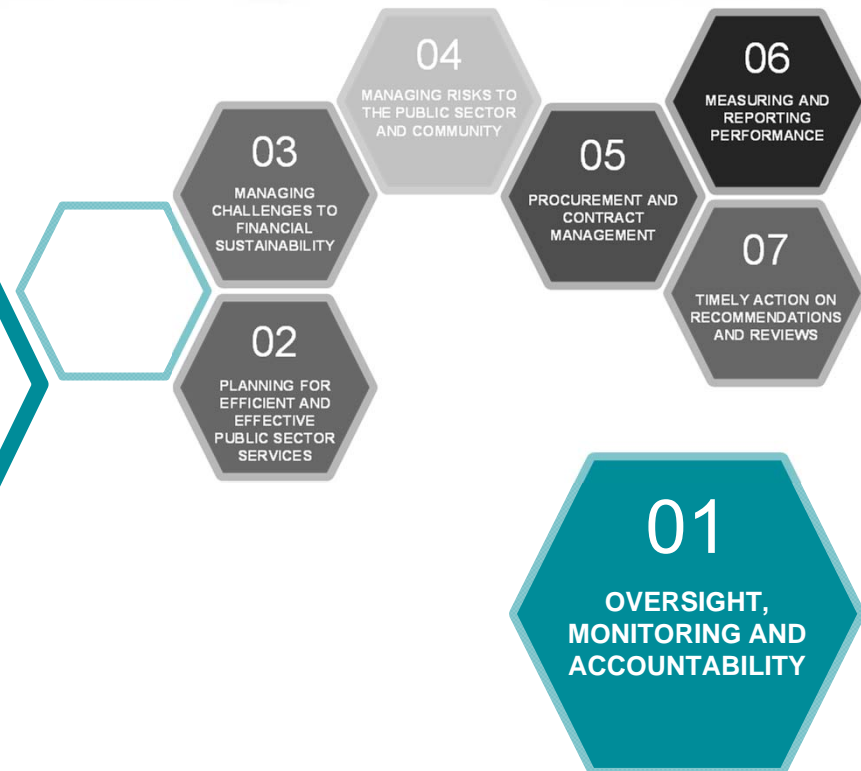 04
MANAGING RISKS TO
THE PUBLIC SECTOR
AND COMMUNITY
06
MEASURING AND
REPORTING
PERFORMANCE
03
MANAGING
CHALLENGES TO
FINANCIAL
SUSTAINABILITY
05
PROCUREMENT AND
CONTRACT
MANAGEMENT
07
TIMELY ACTION ON
RECOMMENDATIONS
AND REVIEWS
02
PLANNING FOR
EFFICIENT AND
EFFECTIVE
PUBLIC SECTOR
SERVICES
01
OVERSIGHT,
MONITORING AND
ACCOUNTABILITY